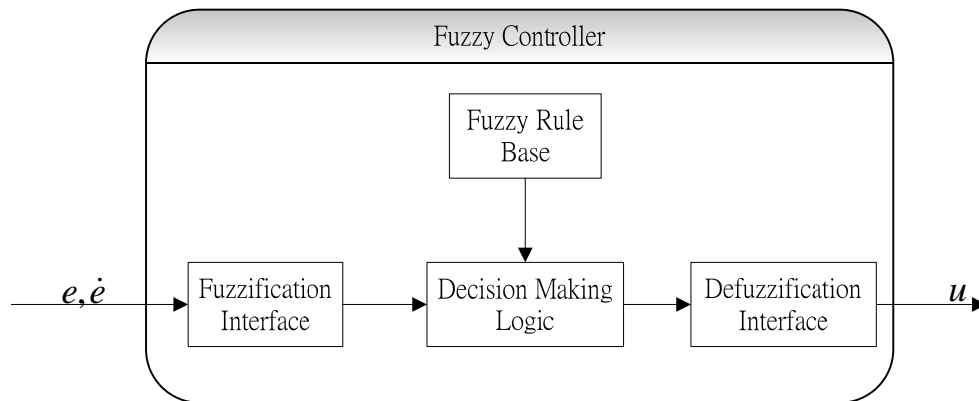 Fuzzy Controller
Fuzzy Rule
Base
e, ė
Fuzzification
Interface
Decision Making
Logic
Defuzzification
Interface
u